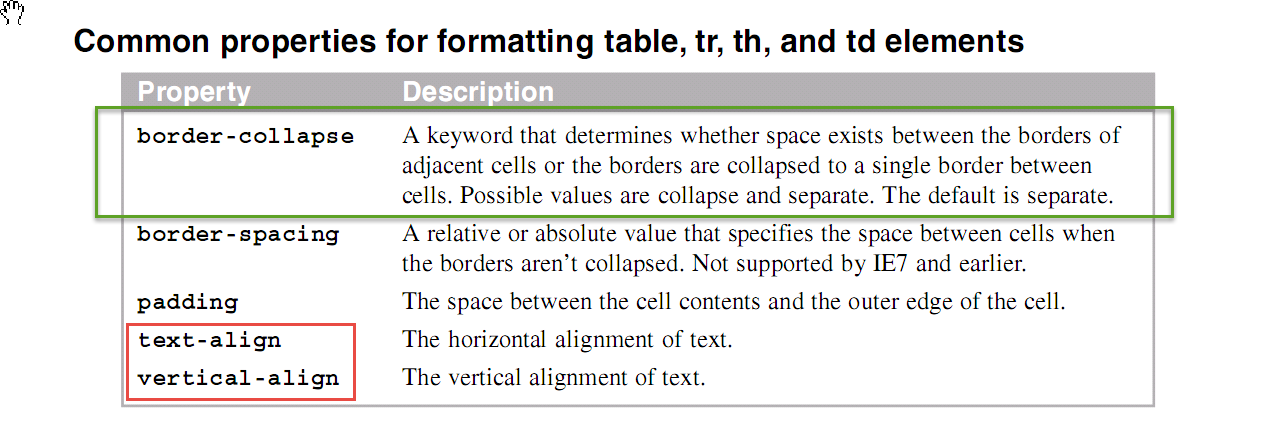 Common properties for formatting table, tr, th, and td elements
Property Description
border-collapse A keyword that determines whether space exists between the borders of
adjacent cells or the borders are collapsed to a single border between
cells. Possible values are collapse and separate. The default is separate.
border-spacing A relative or absolute value that specifies the space between cells when
the borders aren’t collapsed. Not supported by IE7 and earlier.
padding The space between the cell contents and the outer edge of the cell.
text-align The horizontal alignment of text.
vertical-align The vertical alignment of text.